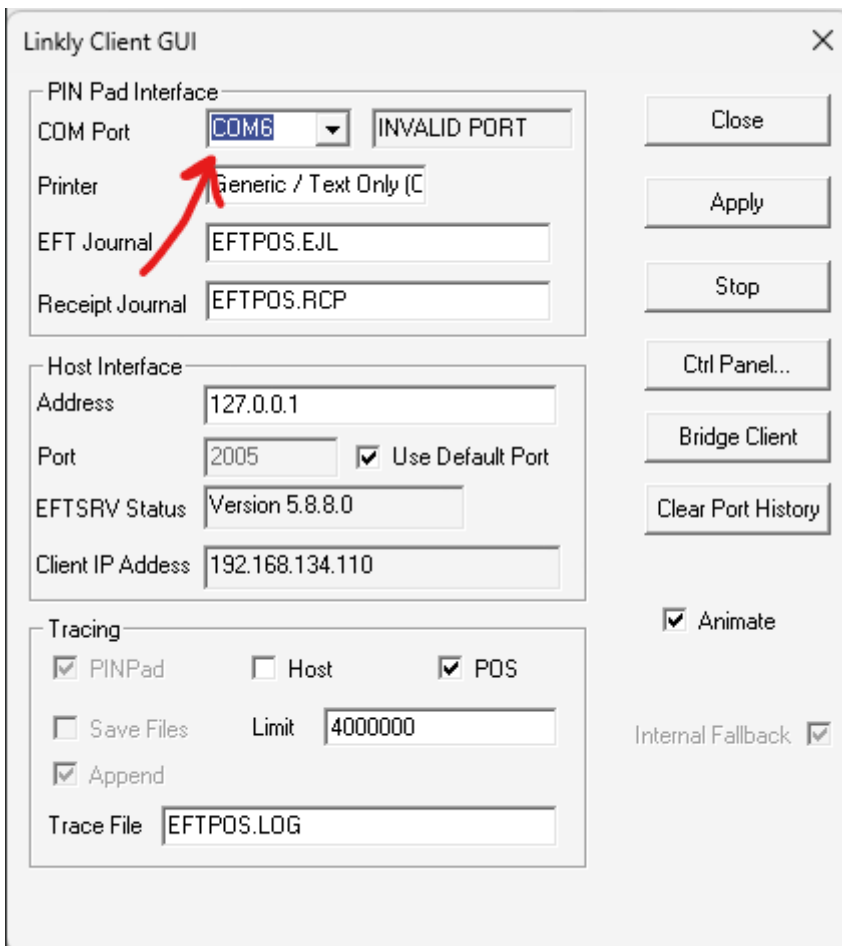 Linkly Client GUI
PIN Pad Interface
COM Port COM6 INVALID PORT
Printer Generic / Text Only (C
EFT Journal EFTPOS.EJL
Receipt Journal EFTPOS.RCP
Close
Apply
Stop
Ctrl Panel...
Bridge Client
Clear Port History
Host Interface
Address 127.0.0.1
Port 2005 Use Default Port
EFTSRV Status Version 5.8.8.0
Client IP Addess 192.168.134.110
Animate
Internal Fallback
Tracing
PINPad Host POS
Save Files Limit 4000000
Append
Trace File EFTPOS.LOG